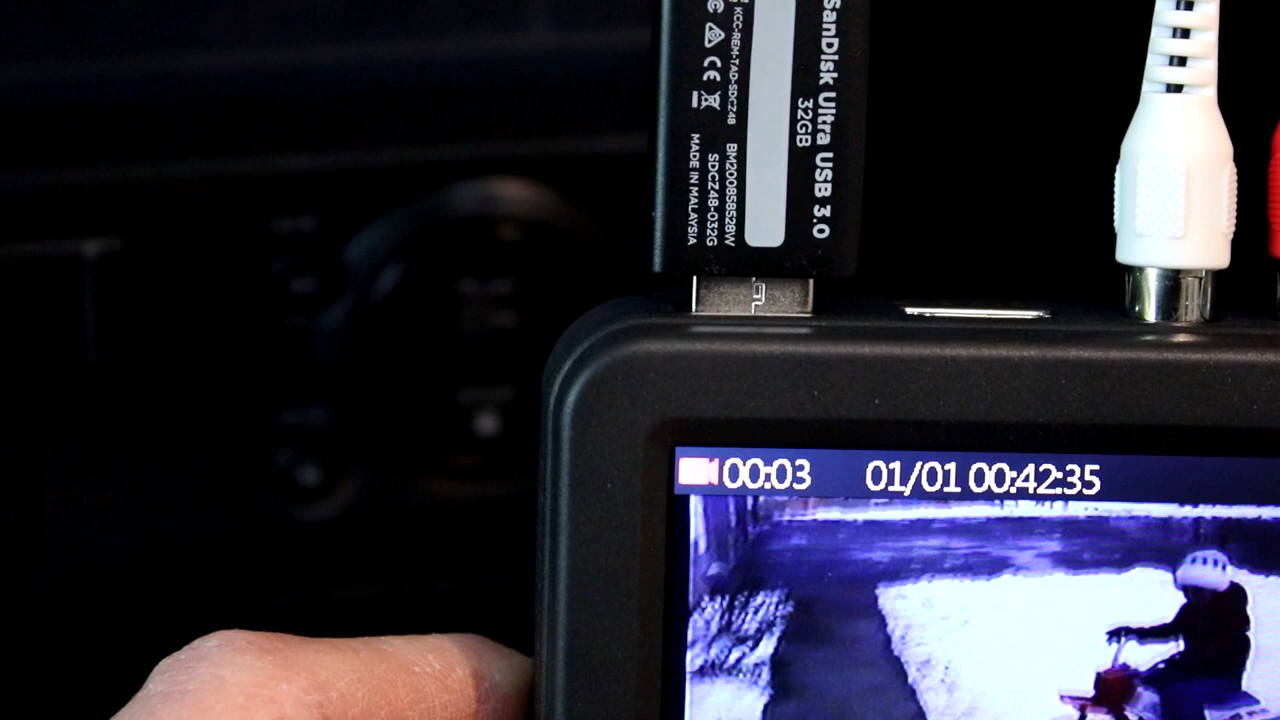 SanDisk Ultra USB 3.0
32GB
KCC-REM-TAD-SDCZ48
BM200858528W
SDCZ48-032G
MADE IN MALAYSIA
00:03 01/01 00:42:35